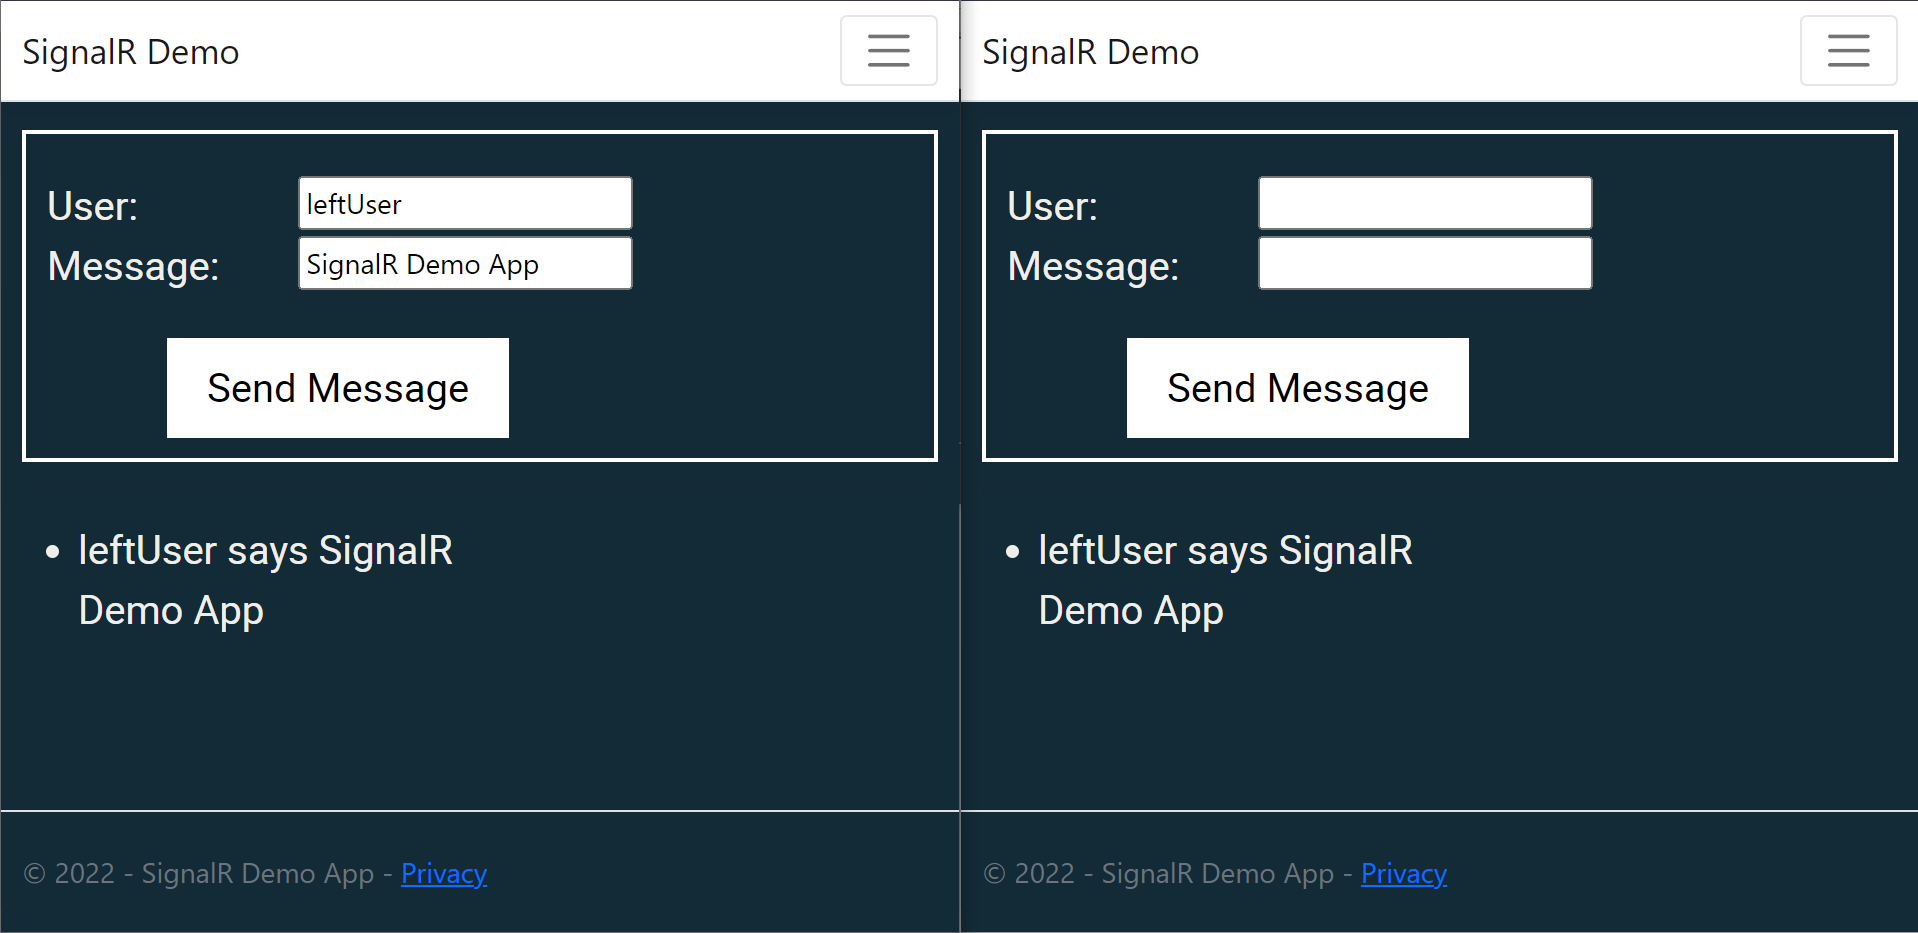 SignalR Demo
User:
leftUser
Message:
SignalR Demo App
Send Message
leftUser says SignalR
Demo App
© 2022 - SignalR Demo App - Privacy
SignalR Demo
User:
Message:
Send Message
leftUser says SignalR
Demo App
© 2022 - SignalR Demo App - Privacy